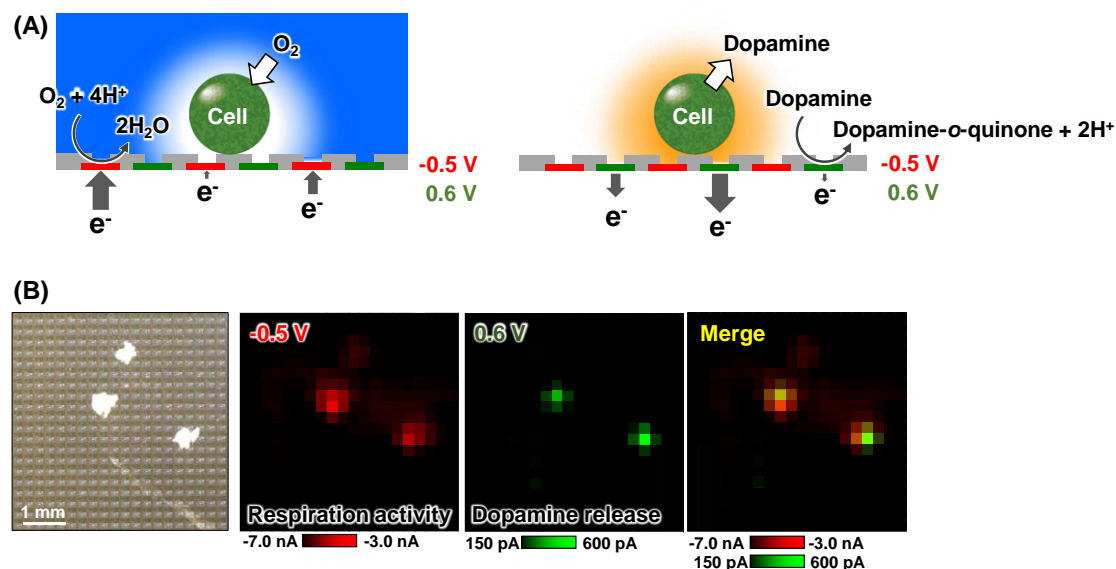 (A)
O₂
O₂ + 4H⁺
2H₂O
Cell
e⁻
e⁻
e⁻
-0.5 V
0.6 V
Dopamine
Cell
Dopamine
Dopamine-o-quinone + 2H⁺
e⁻
e⁻
e⁻
-0.5 V
0.6 V
(B)
1 mm
-0.5 V
Respiration activity
-7.0 nA -3.0 nA
0.6 V
Dopamine release
150 pA 600 pA
Merge
-7.0 nA -3.0 nA
150 pA 600 pA